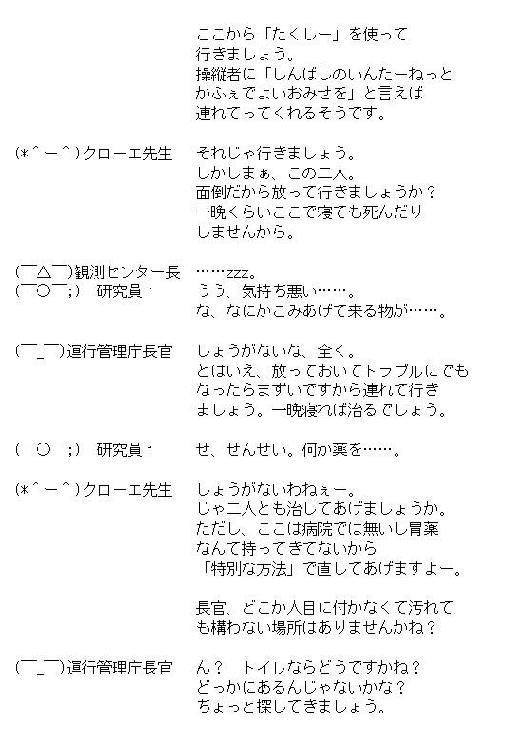 ここから「たくしー」を使って
行きましょう。
操縦者に「しんばしのいんたーねっと
かふぇでよいおみせを」と言えば
連れてってくれるそうです。
(*＾ー＾)クローエ先生　それじゃ行きましょう。
しかしまぁ、この二人。
面倒だから放って行きましょうか？
一晩くらいここで寝ても死んだり
しませんから。
(￣△￣)観測センター長　……zzz。
(￣○￣;)　研究員１　うう、気持ち悪い……。
な、なにかこみあげて来る物が……。
(￣_￣)運行管理庁長官　しょうがないな、全く。
とはいえ、放っておいてトラブルにでも
なったらまずいですから連れて行き
ましょう。一晩寝れば治るでしょう。
(　○　;)　研究員１　せ、せんせい。何か薬を……。
(*＾ー＾)クローエ先生　しょうがないわねぇー。
じゃ二人とも治してあげましょうか。
ただし、ここは病院では無いし胃薬
なんて持ってきてないから
「特別な方法」で直してあげますよー。
長官、どこか人目に付かなくて汚れて
も構わない場所はありませんかね？
(￣_￣)運行管理庁長官　ん？　トイレならどうですかね？
どっかにあるんじゃないかな？
ちょっと探してきましょう。